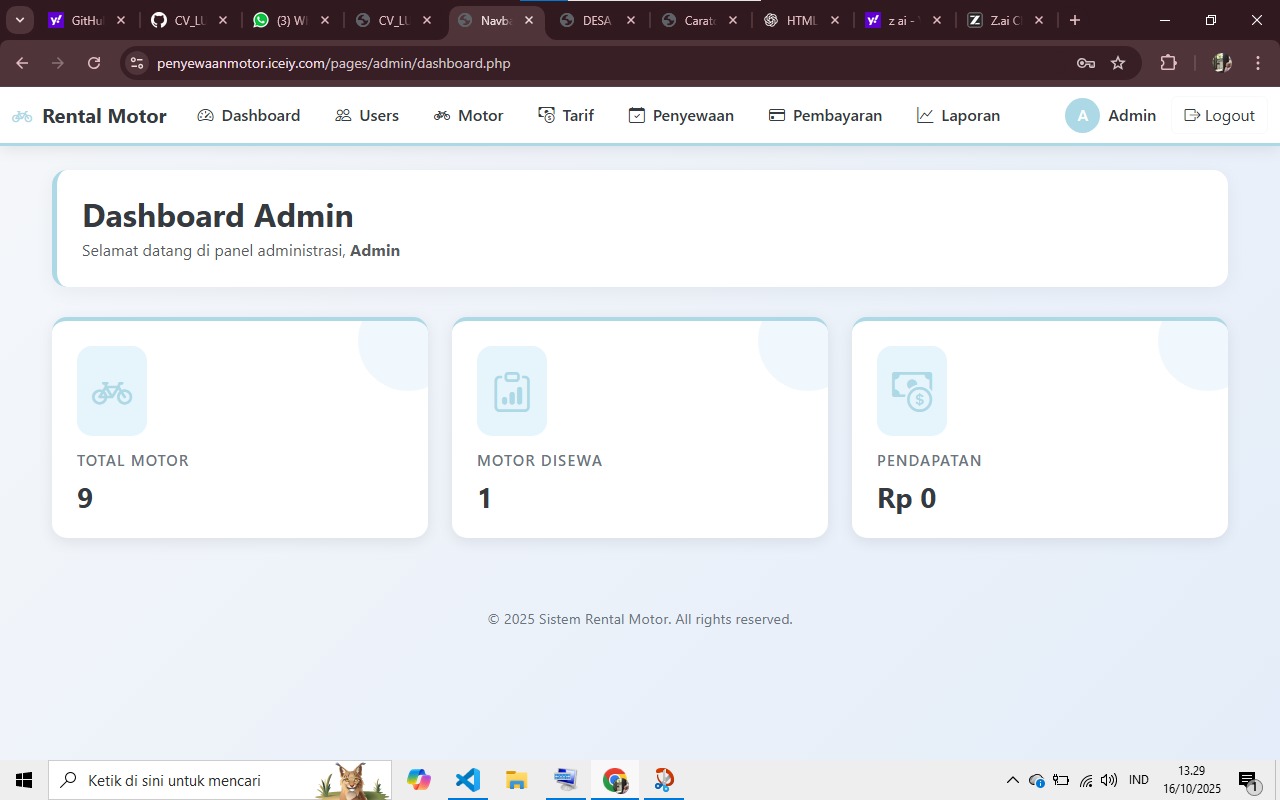 GitHu
CV_LU
(3) W
CV_LU
Navba
DESA
Carato
HTML
z ai -
Z.ai C
penyewaanmotor.iceiy.com/pages/admin/dashboard.php
Rental Motor Dashboard Users Motor Tarif Penyewaan Pembayaran Laporan A Admin Logout
Dashboard Admin
Selamat datang di panel administrasi, Admin
TOTAL MOTOR
9
MOTOR DISEWA
1
PENDAPATAN
Rp 0
© 2025 Sistem Rental Motor. All rights reserved.
Ketik di sini untuk mencari
IND
13.29
16/10/2025
1